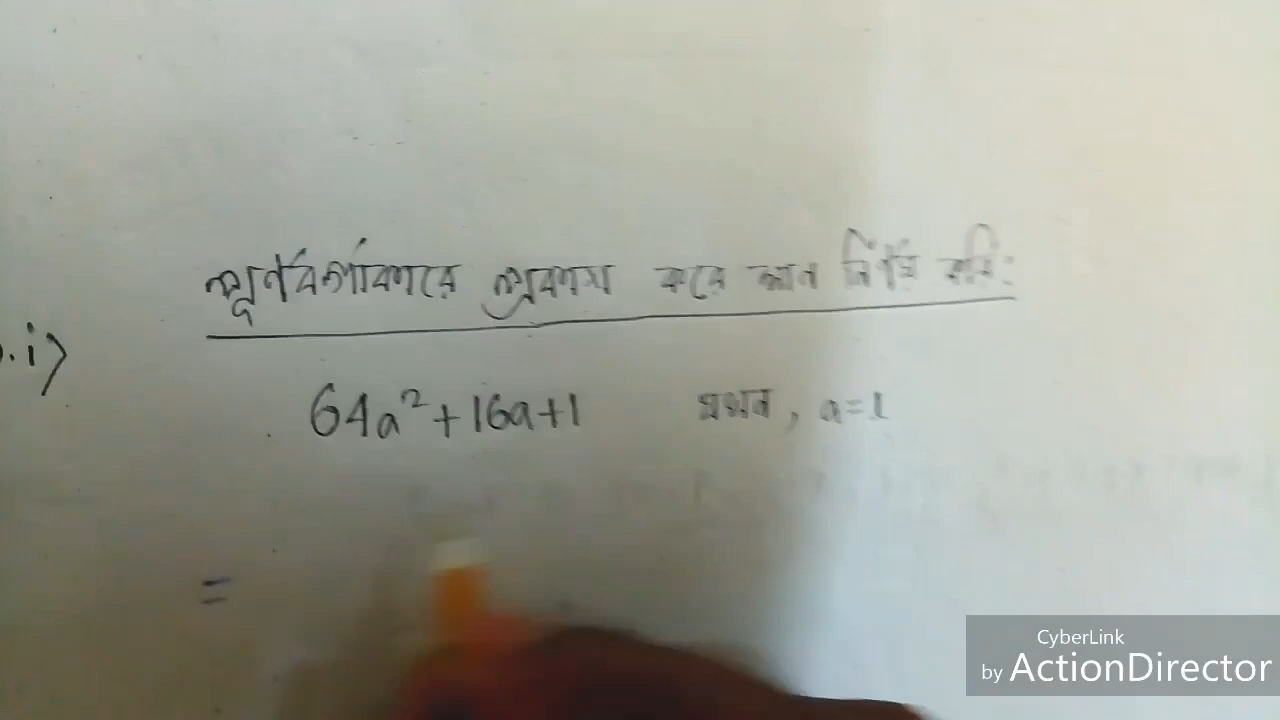 পূর্ণবর্গাকারে প্রকাশ করে মান নির্ণয় করি:
.i>
64a²+16a+1 যখন, a=1
=
CyberLink
by ActionDirector